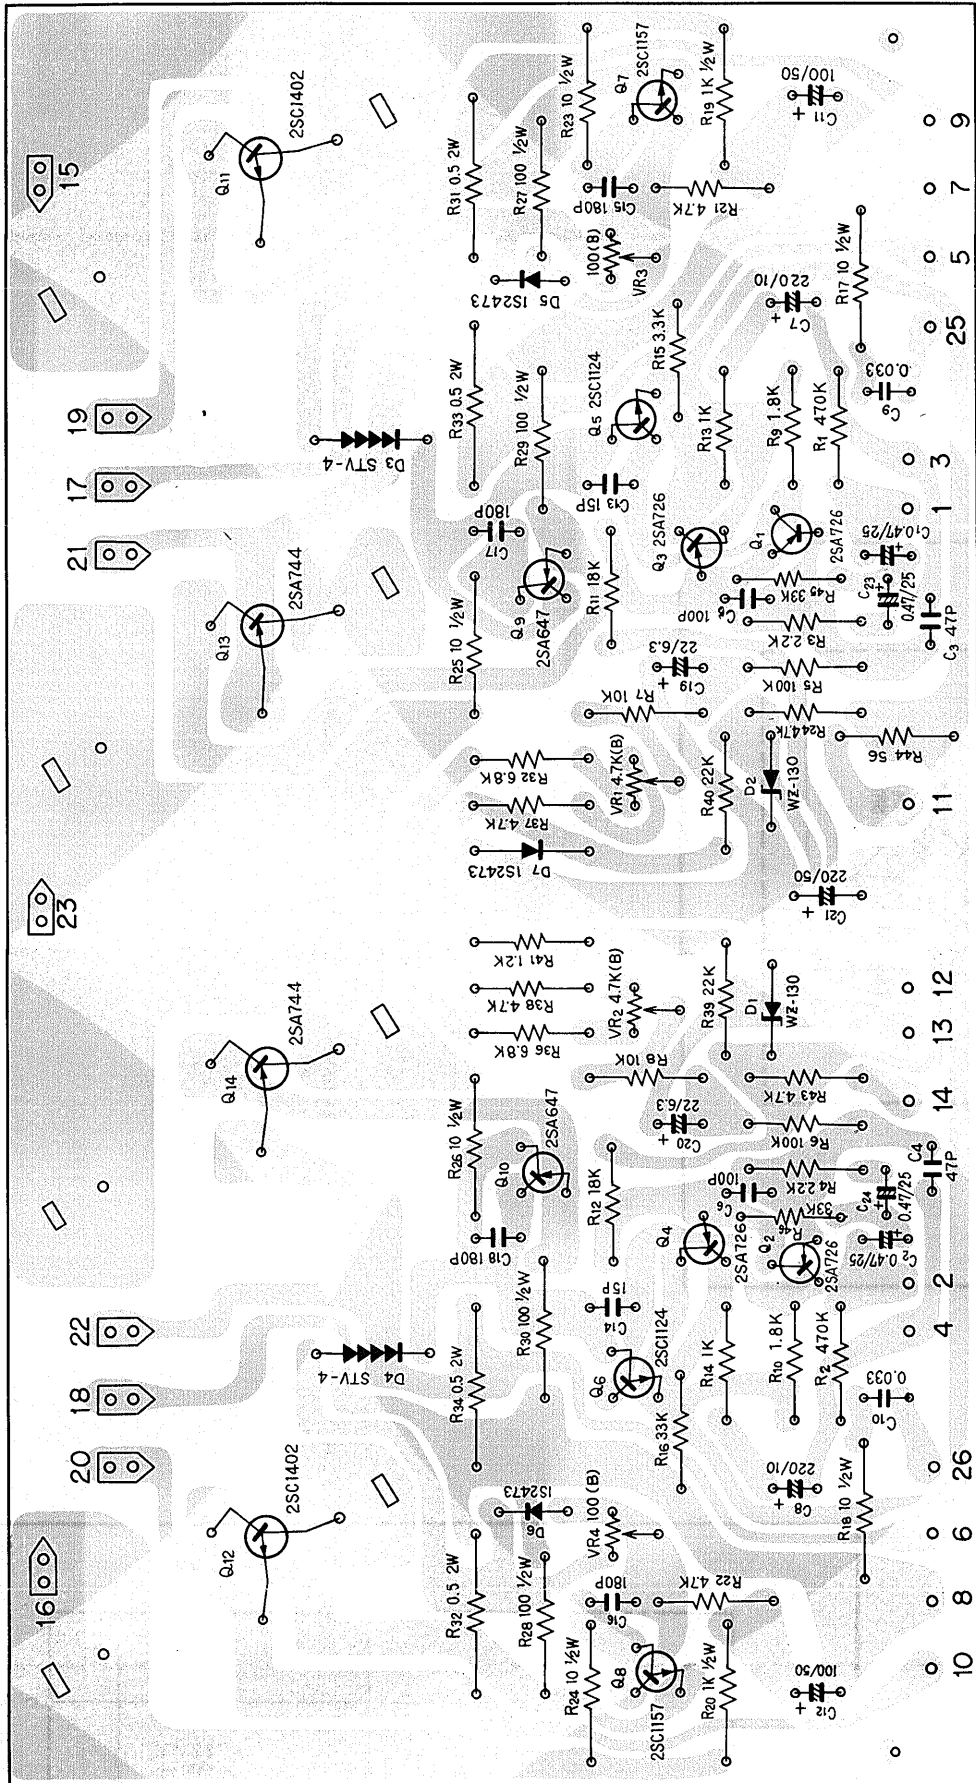 15
19
17
21
23
22
18
20
16
Q11
2SC1402
Q13
2SA744
Q14
2SA744
Q12
2SC1402
D3 STV-4
D4 STV-4
R31 0.5 2W
R27 100 ½W
R23 10 ½W
Q7
2SC1157
R19 1K ½W
100/50
+
C11
C15 180P
R21 4.7K
D5 1S2473
100(B)
VR3
220/10
+
C7
R17 10 ½W
R33 0.5 2W
R29 100 ½W
Q5 2SC1124
R15 3.3K
R13 1K
R9 1.8K
R1 470K
0.033
C9
C13 15P
180P
C17
Q9
2SA647
R11 18K
Q3 2SA726
Q1
2SA726
C1 0.47/25
+
C23
+
0.47/25
C3 47P
R45 33K
100P
R3 2.2K
R25 10 ½W
22/6.3
+
C19
R5 100K
R7 10K
R44 56
R32 6.8K
R37 4.7K
D7 1S2473
VR1 4.7K(B)
R40 22K
D2
WZ-130
220/50
+
C21
R41 1.2K
R38 4.7K
R36 6.8K
VR2 4.7K(B)
R39 22K
D1
WZ-130
R8 10K
R43 4.7K
22/6.3
+
C20
R6 100K
R26 10 ½W
Q10
2SA647
R12 18K
100P
C6
R4 2.2K
33K
R46
C4
47P
C24
+
0.47/25
C2 0.47/25
+
C18 180P
Q4
2SA726
Q2
2SA726
R30 100 ½W
15P
C14
Q6
2SC1124
R14 1K
R10 1.8K
R2 470K
0.033
C10
R34 0.5 2W
R16 33K
1S2473
D6
VR4 100(B)
220/10
+
C8
R18 10 ½W
R32 0.5 2W
R28 100 ½W
180P
C16
R22 4.7K
R24 10 ½W
Q8
2SC1157
R20 1K ½W
100/50
+
C12
9
7
5
25
3
1
11
12
13
14
2
4
26
6
8
10